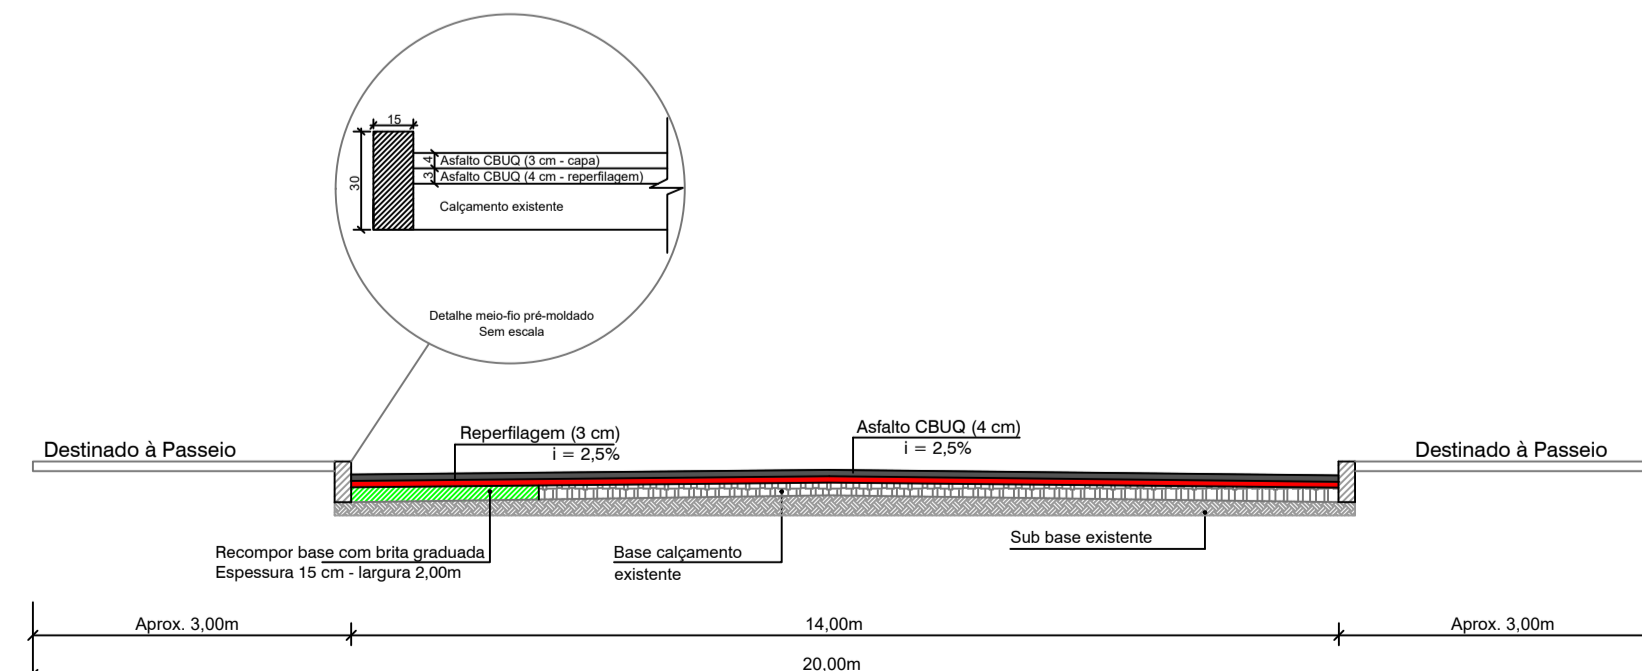 15
30
4
Asfalto CBUQ (3 cm - capa)
3
Asfalto CBUQ (4 cm - reperfilagem)
Calçamento existente
Detalhe meio-fio pré-moldado
Sem escala
Destinado à Passeio
Reperfilagem (3 cm)
i = 2,5%
Asfalto CBUQ (4 cm)
i = 2,5%
Destinado à Passeio
Recompor base com brita graduada
Espessura 15 cm - largura 2,00m
Base calçamento
existente
Sub base existente
Aprox. 3,00m
14,00m
Aprox. 3,00m
20,00m